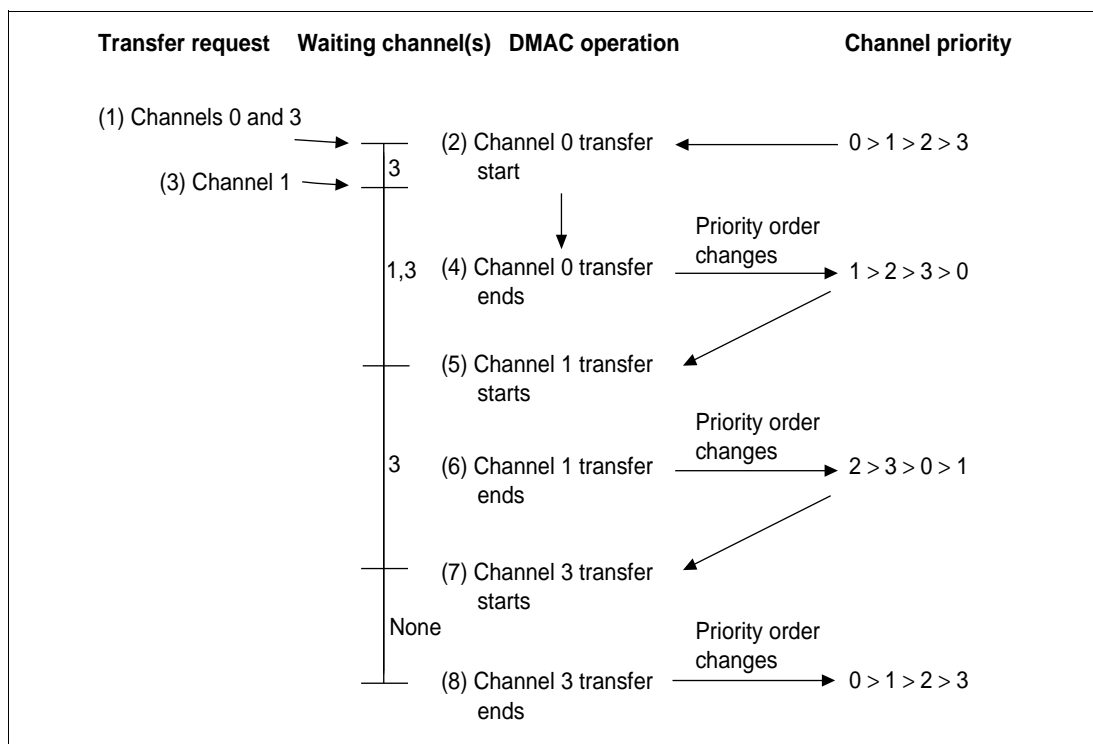 Transfer request Waiting channel(s) DMAC operation Channel priority
(1) Channels 0 and 3
(2) Channel 0 transfer
start
0 > 1 > 2 > 3
3
(3) Channel 1
Priority order
changes
1,3
(4) Channel 0 transfer
ends
1 > 2 > 3 > 0
(5) Channel 1 transfer
starts
Priority order
changes
3
(6) Channel 1 transfer
ends
2 > 3 > 0 > 1
(7) Channel 3 transfer
starts
None
Priority order
changes
(8) Channel 3 transfer
ends
0 > 1 > 2 > 3